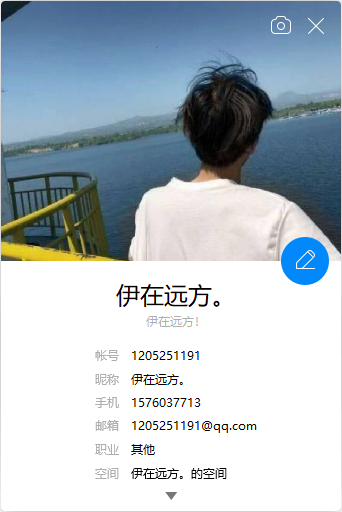 伊在远方。
伊在远方!
帐号 1205251191
昵称 伊在远方。
手机 1576037713
邮箱 1205251191@qq.com
职业 其他
空间 伊在远方。的空间